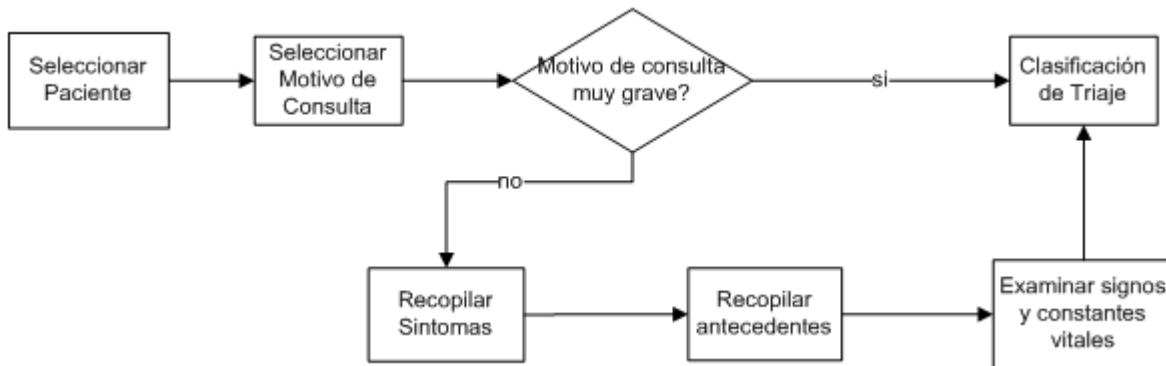 Seleccionar
Paciente
Seleccionar
Motivo de
Consulta
Motivo de consulta
muy grave?
si
Clasificación
de Triaje
no
Recopilar
Sintomas
Recopilar
antecedentes
Examinar signos
y constantes
vitales